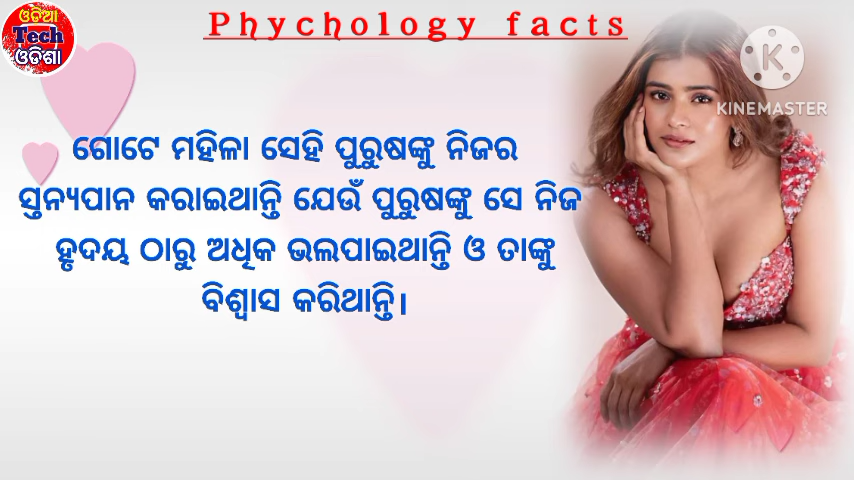 ଓଡିଆ
Tech
ଓଡିଶା
Phychology facts
KINEMASTER
ଗୋଟେ ମହିଳା ସେହି ପୁରୁଷଙ୍କୁ ନିଜର
ସ୍ତନ୍ୟପାନ କରାଇଥାନ୍ତି ଯେଉଁ ପୁରୁଷଙ୍କୁ ସେ ନିଜ
ହୃଦୟ ଠାରୁ ଅଧିକ ଭଲପାଇଥାନ୍ତି ଓ ତାଙ୍କୁ
ବିଶ୍ୱାସ କରିଥାନ୍ତି।